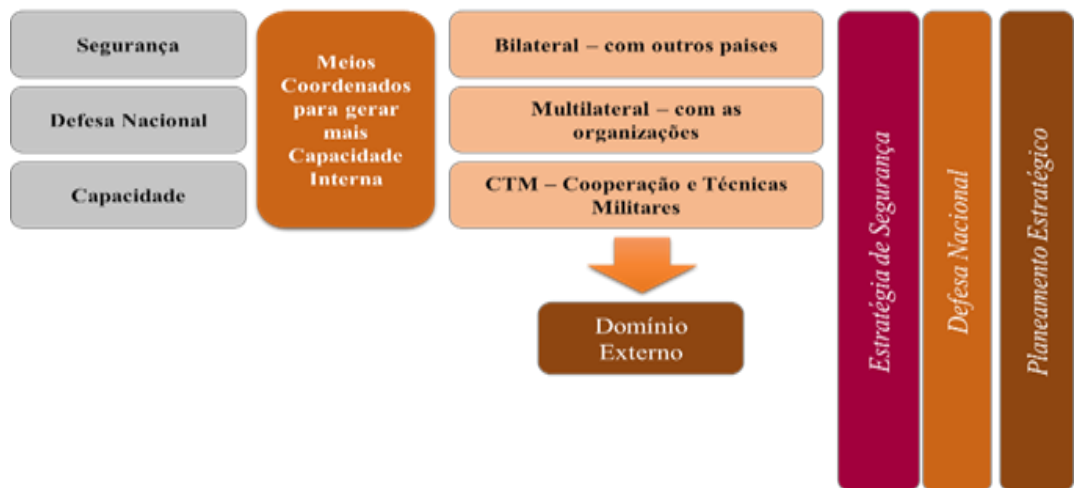 Segurança
Defesa Nacional
Capacidade
Meios
Coordenados
para gerar
mais
Capacidade
Interna
Bilateral – com outros países
Multilateral – com as
organizações
CTM – Cooperação e Técnicas
Militares
Domínio
Externo
Estratégia de Segurança
Defesa Nacional
Planeamento Estratégico